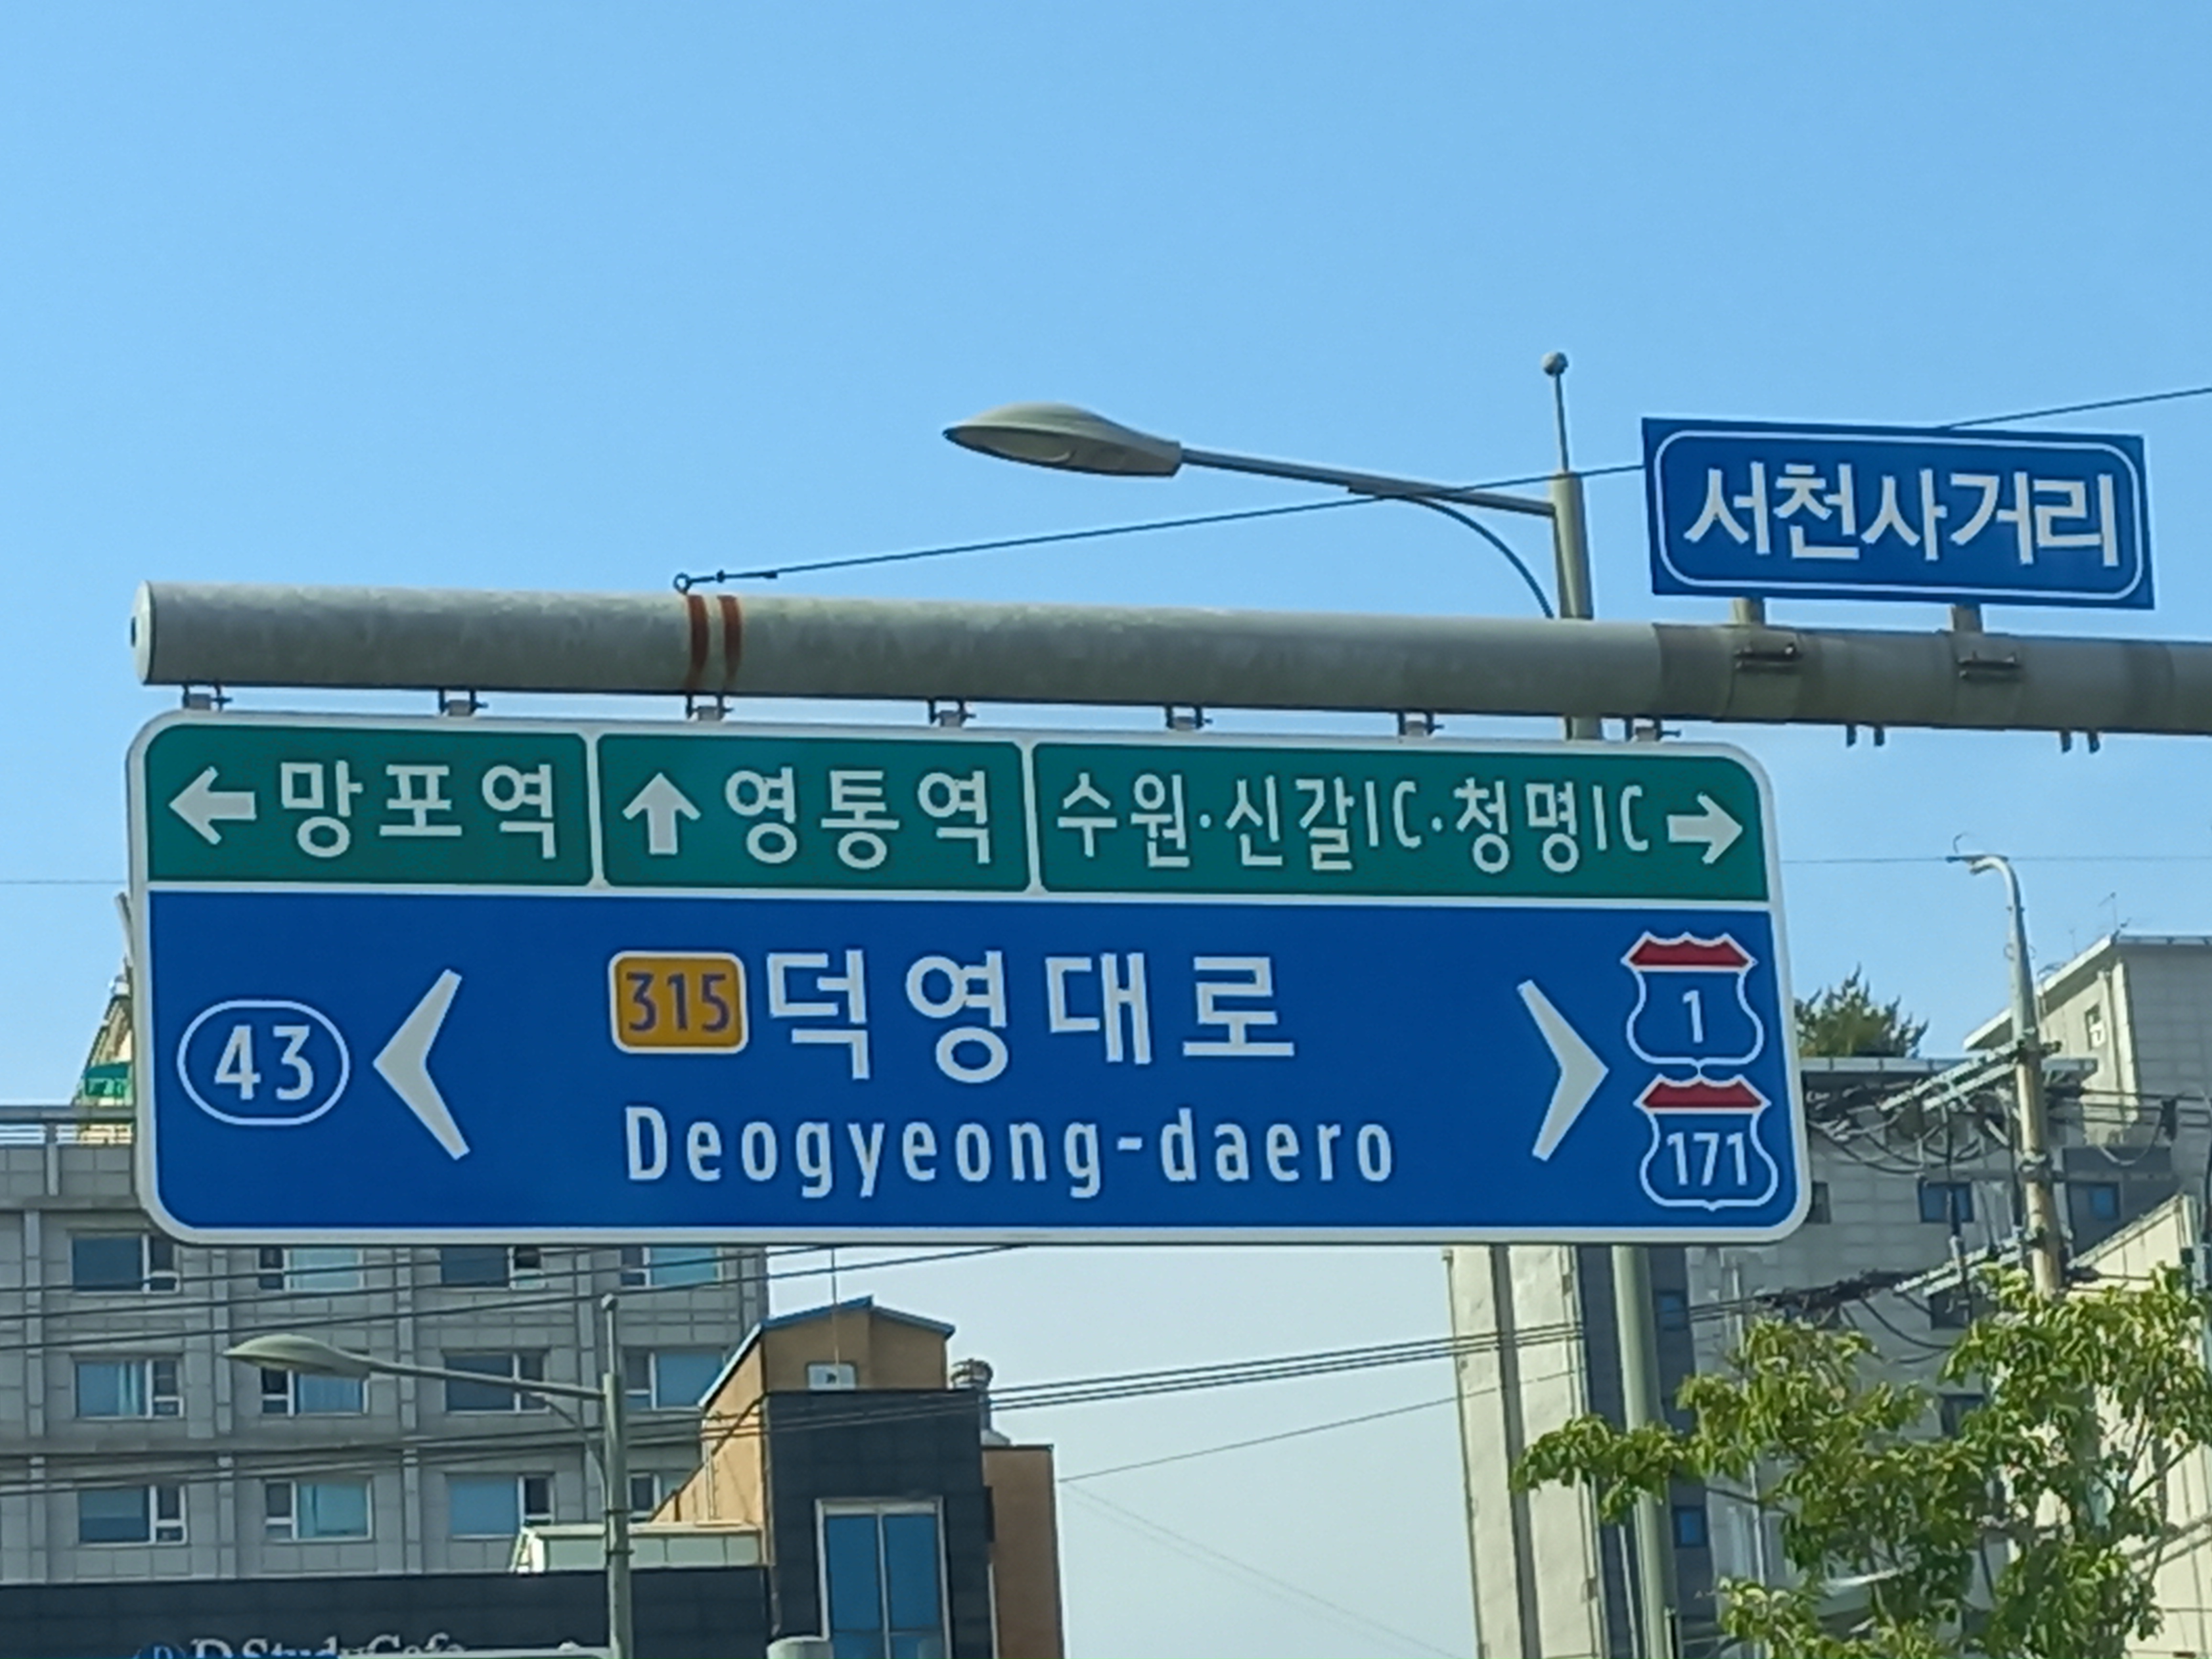 서천사거리
망포역
영통역
수원·신갈IC·청명IC
43
315 덕영대로
Deogyeong-daero
1
171
D StudyCafe